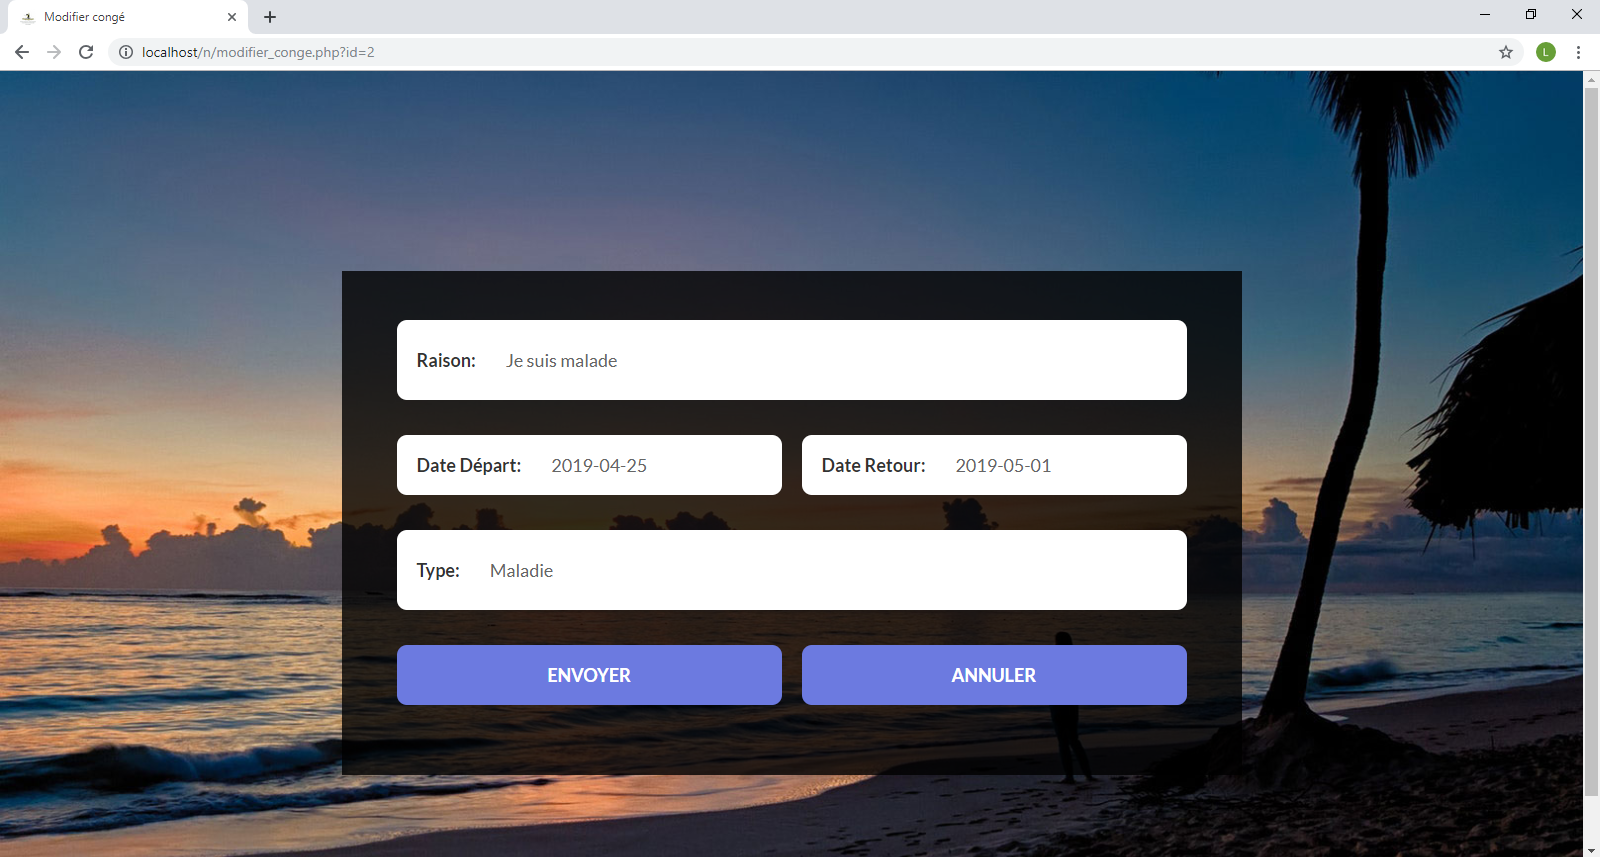 Modifier congé
localhost/n/modifier_conge.php?id=2
L
Raison: Je suis malade
Date Départ: 2019-04-25 Date Retour: 2019-05-01
Type: Maladie
ENVOYER ANNULER